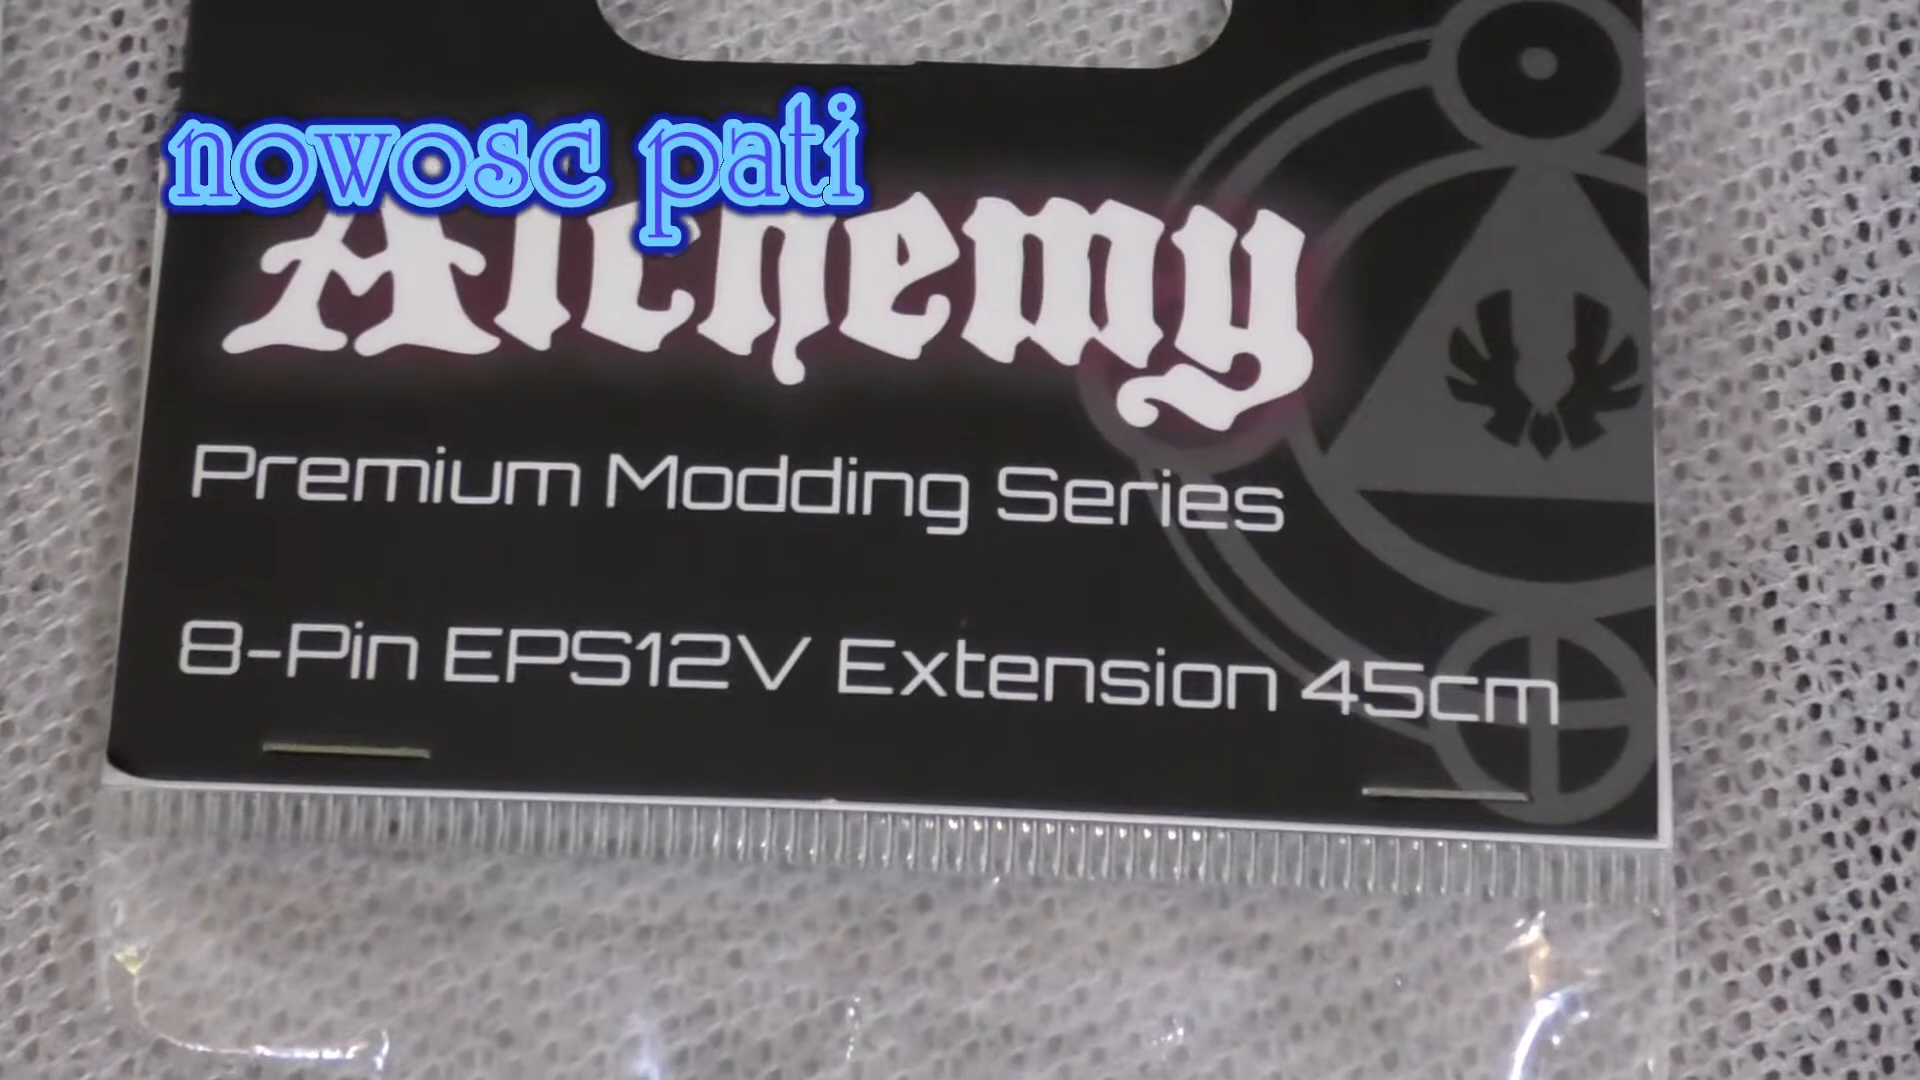 nowosc pati
Alchemy
Premium Modding Series
8-Pin EPS12V Extension 45cm